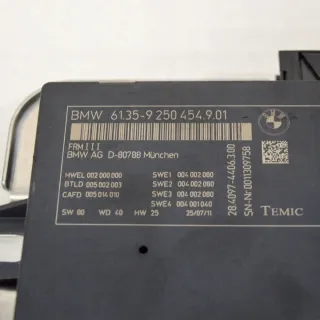 BMW 61.35-9 250 454.9.01
FRM III
BMW AG D-80788 München
HWEL 002 000 000 SWE1 004 002 080
BTLD 005 002 003 SWE2 004 002 080
CAFD 005 014 010 SWE3 004 002 080
SWE4 004 001 040
SW 80 WD 40 HW 25 25/07/11
28.4097-44063.00
SN-Nr.0011309758
TEMIC
BMW